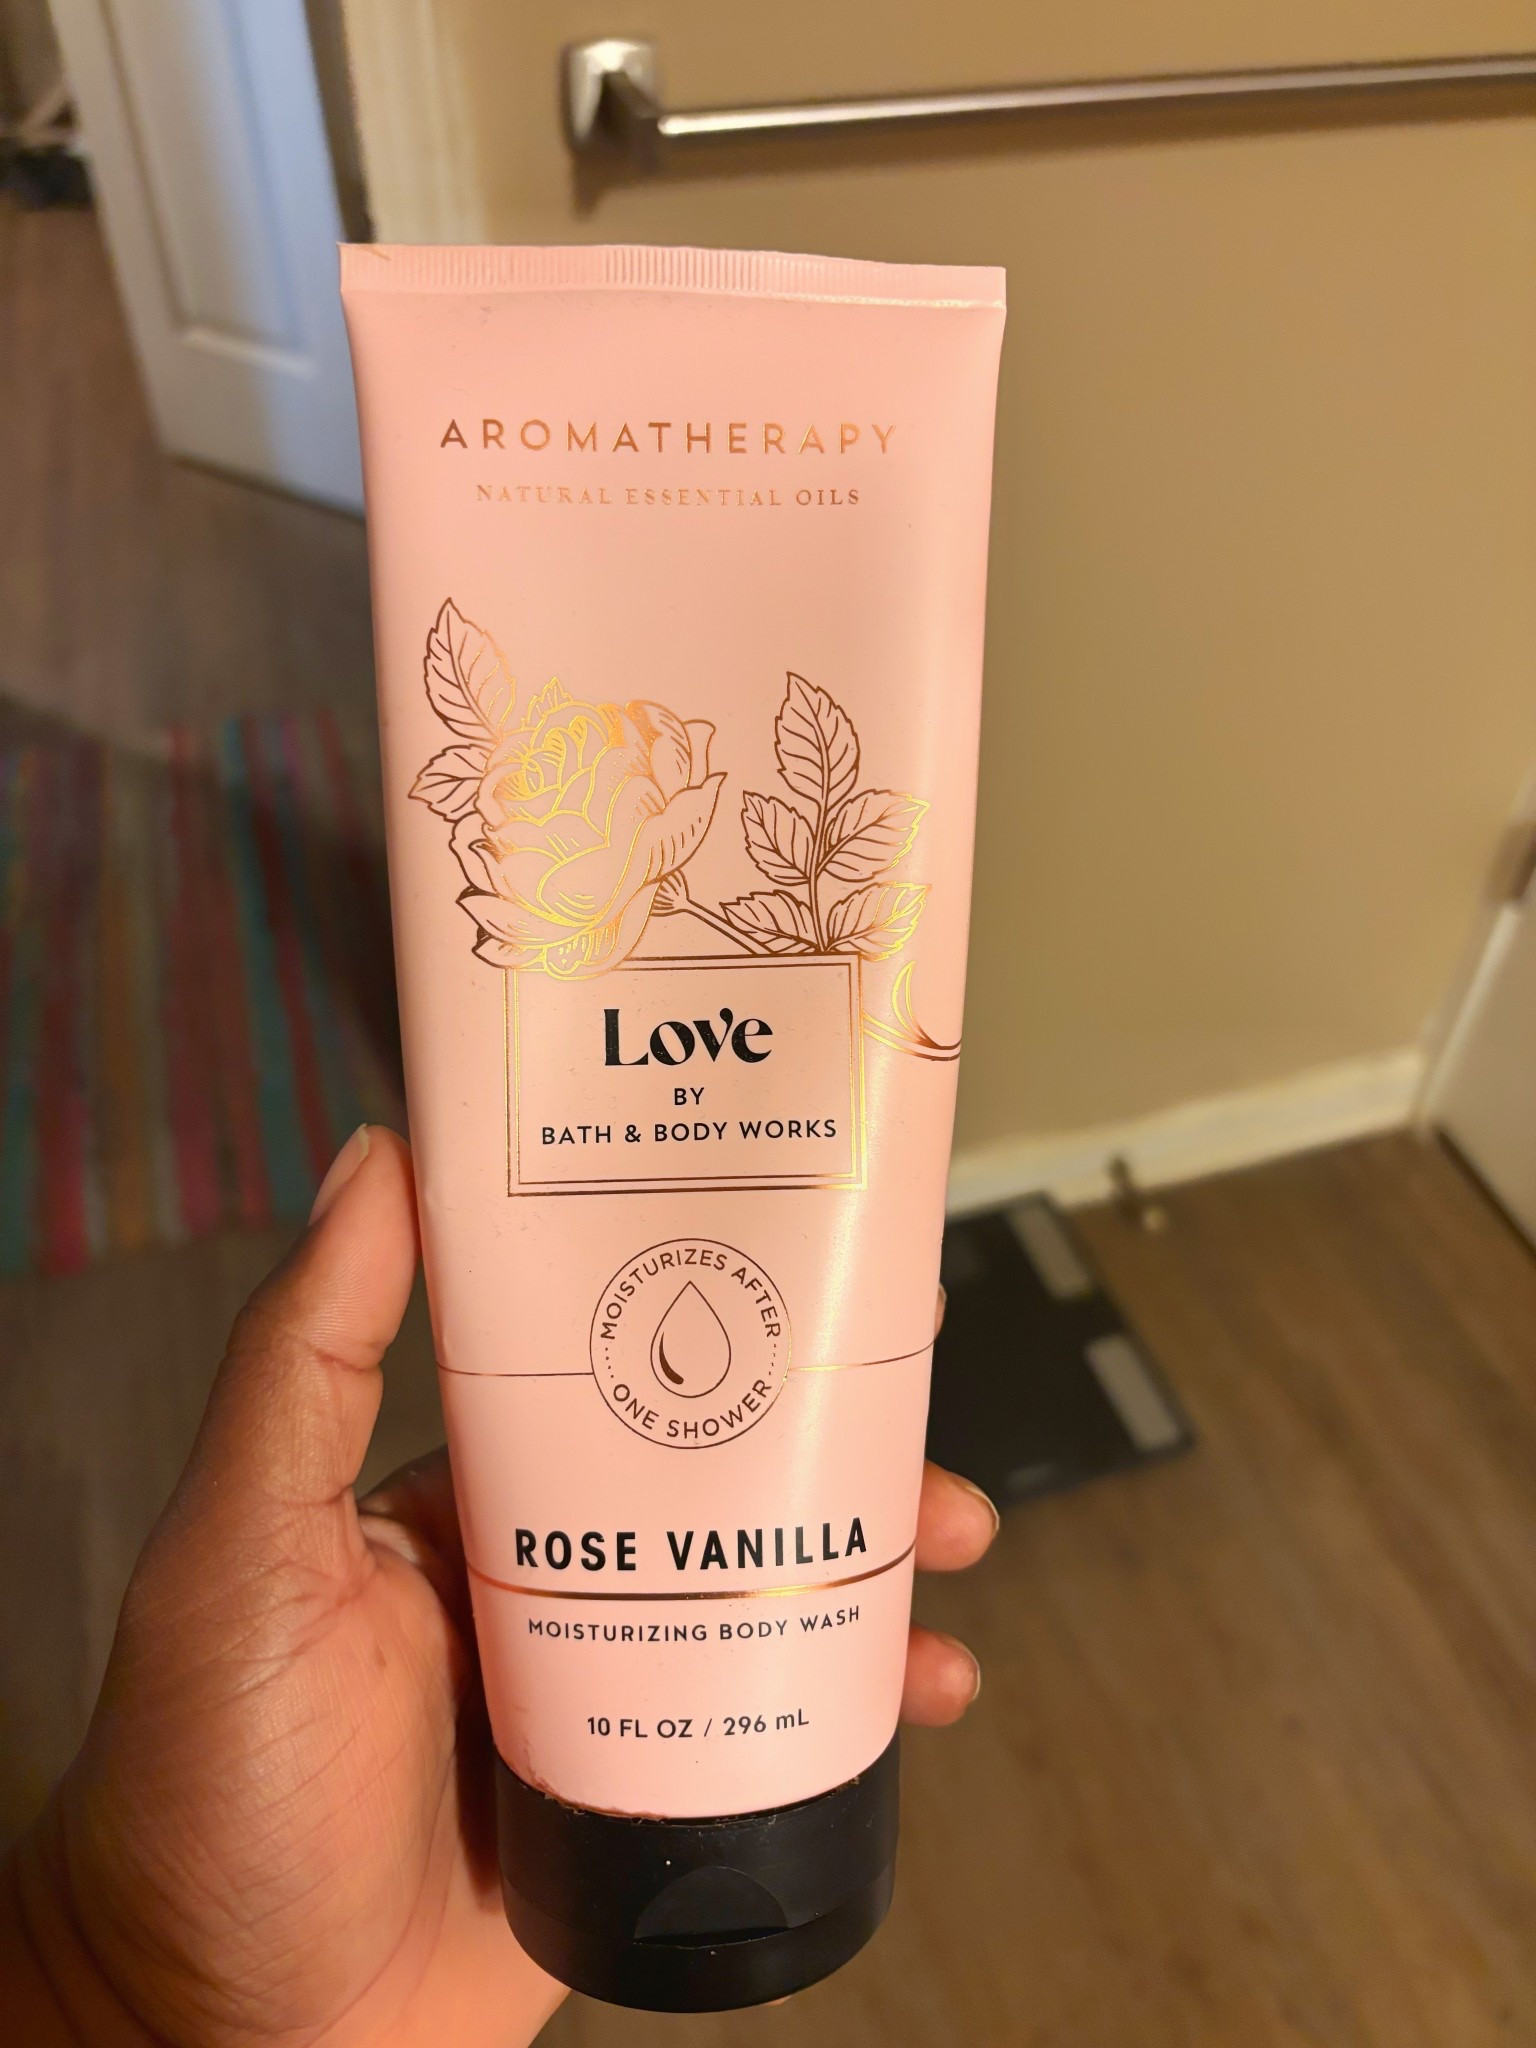 AROMATHERAPY
NATURAL ESSENTIAL OILS
Love
BY
BATH & BODY WORKS
MOISTURIZES AFTER
ONE SHOWER
ROSE VANILLA
MOISTURIZING BODY WASH
10 FL OZ / 296 mL